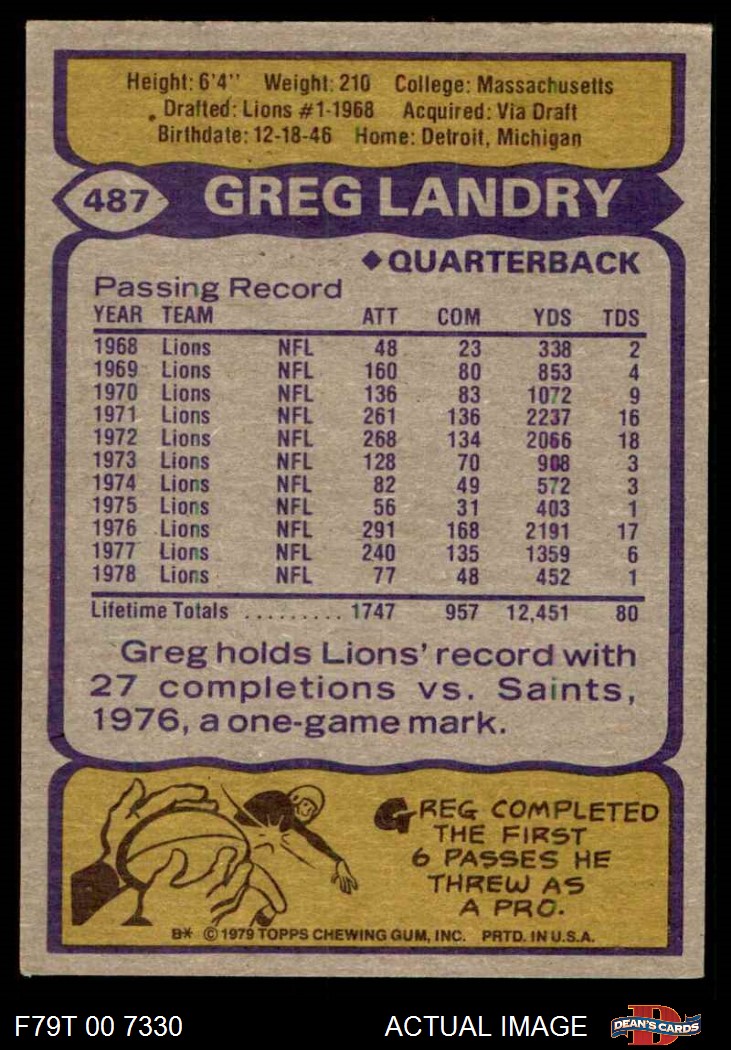 Height: 6'4" Weight: 210 College: Massachusetts
Drafted: Lions #1-1968 Acquired: Via Draft
Birthdate: 12-18-46 Home: Detroit, Michigan
487 GREG LANDRY
◆QUARTERBACK
Passing Record
YEAR TEAM ATT COM YDS TDS
1968 Lions NFL 48 23 338 2
1969 Lions NFL 160 80 853 4
1970 Lions NFL 136 83 1072 9
1971 Lions NFL 261 136 2237 16
1972 Lions NFL 268 134 2066 18
1973 Lions NFL 128 70 908 3
1974 Lions NFL 82 49 572 3
1975 Lions NFL 56 31 403 1
1976 Lions NFL 291 168 2191 17
1977 Lions NFL 240 135 1359 6
1978 Lions NFL 77 48 452 1
Lifetime Totals .......... 1747 957 12,451 80
Greg holds Lions' record with
27 completions vs. Saints,
1976, a one-game mark.
GREG COMPLETED
THE FIRST
6 PASSES HE
THREW AS
A PRO.
B* © 1979 TOPPS CHEWING GUM, INC. PRTD. IN U.S.A.
F79T 00 7330 ACTUAL IMAGE D DEAN'S CARDS